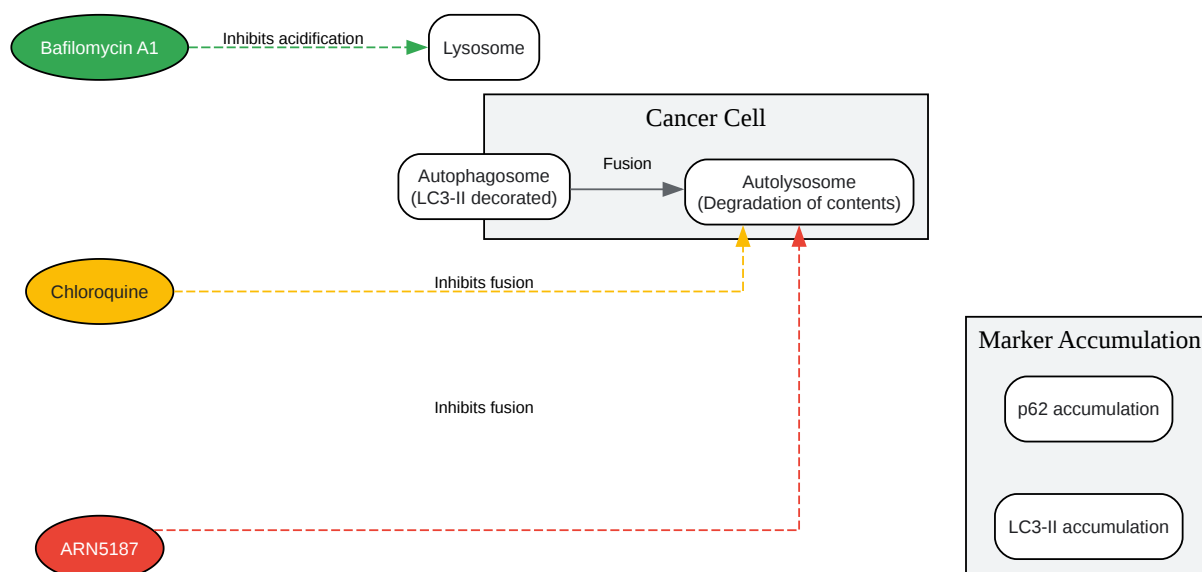 Bafilomycin A1
Inhibits acidification
Lysosome
Cancer Cell
Autophagosome
(LC3-II decorated)
Fusion
Autolysosome
(Degradation of contents)
Chloroquine
Inhibits fusion
Inhibits fusion
ARN5187
Marker Accumulation
p62 accumulation
LC3-II accumulation